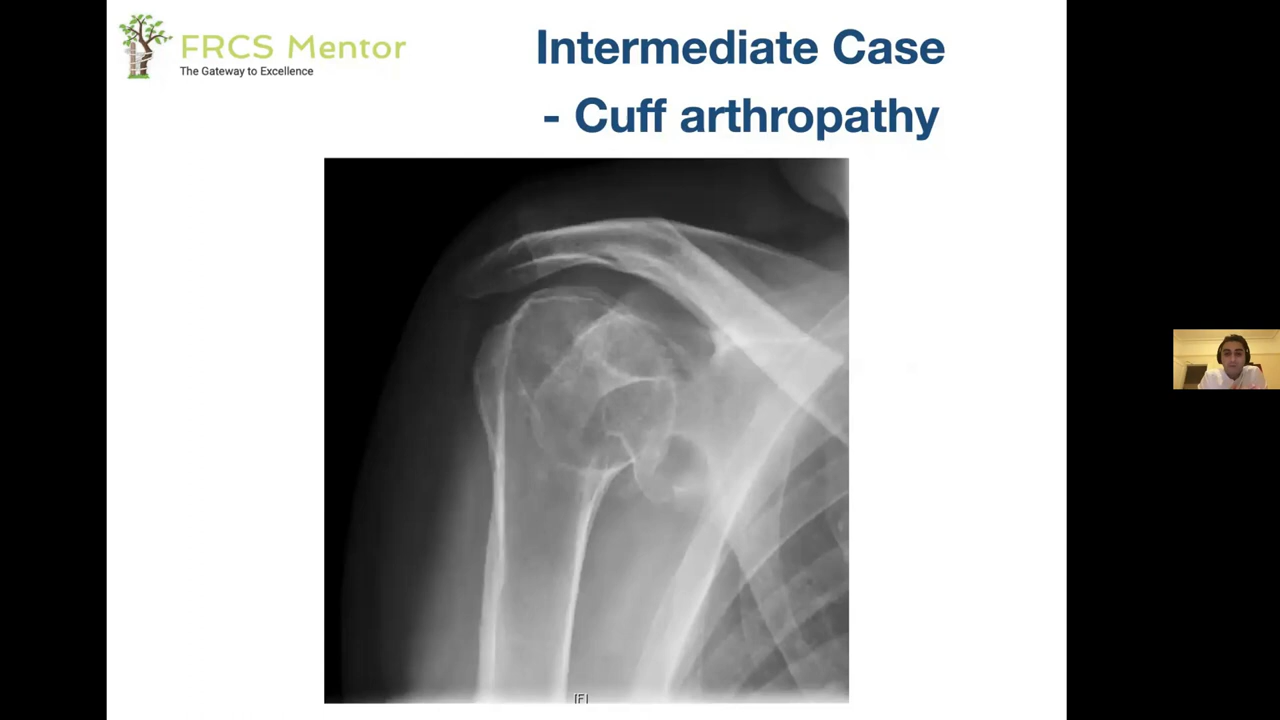 FRCS Mentor
The Gateway to Excellence
Intermediate Case
- Cuff arthropathy
[F]